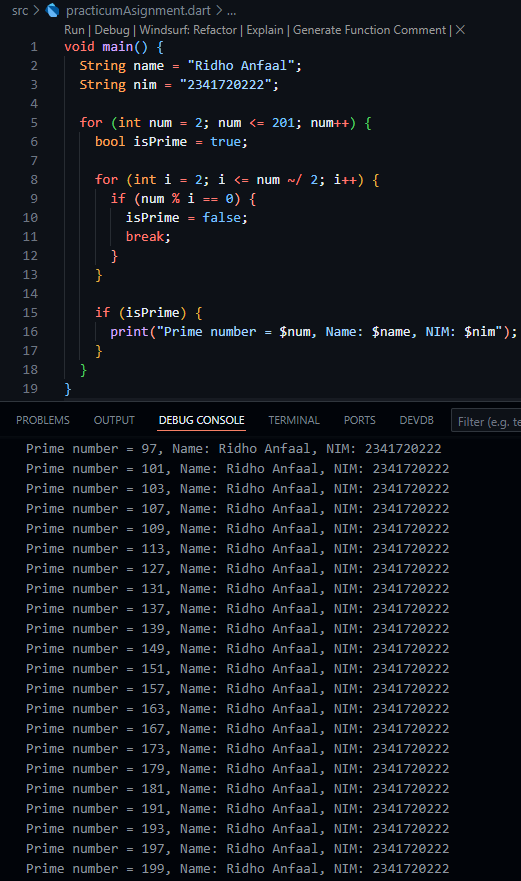 src > practicumAsignment.dart > ...
Run | Debug | Windsurf: Refactor | Explain | Generate Function Comment | X
1 void main() {
2   String name = "Ridho Anfaal";
3   String nim = "2341720222";
4
5   for (int num = 2; num <= 201; num++) {
6     bool isPrime = true;
7
8     for (int i = 2; i <= num ~/ 2; i++) {
9       if (num % i == 0) {
10         isPrime = false;
11         break;
12       }
13     }
14
15     if (isPrime) {
16       print("Prime number = $num, Name: $name, NIM: $nim");
17     }
18   }
19 }
PROBLEMS OUTPUT DEBUG CONSOLE TERMINAL PORTS DEVDB Filter (e.g. te
Prime number = 97, Name: Ridho Anfaal, NIM: 2341720222
Prime number = 101, Name: Ridho Anfaal, NIM: 2341720222
Prime number = 103, Name: Ridho Anfaal, NIM: 2341720222
Prime number = 107, Name: Ridho Anfaal, NIM: 2341720222
Prime number = 109, Name: Ridho Anfaal, NIM: 2341720222
Prime number = 113, Name: Ridho Anfaal, NIM: 2341720222
Prime number = 127, Name: Ridho Anfaal, NIM: 2341720222
Prime number = 131, Name: Ridho Anfaal, NIM: 2341720222
Prime number = 137, Name: Ridho Anfaal, NIM: 2341720222
Prime number = 139, Name: Ridho Anfaal, NIM: 2341720222
Prime number = 149, Name: Ridho Anfaal, NIM: 2341720222
Prime number = 151, Name: Ridho Anfaal, NIM: 2341720222
Prime number = 157, Name: Ridho Anfaal, NIM: 2341720222
Prime number = 163, Name: Ridho Anfaal, NIM: 2341720222
Prime number = 167, Name: Ridho Anfaal, NIM: 2341720222
Prime number = 173, Name: Ridho Anfaal, NIM: 2341720222
Prime number = 179, Name: Ridho Anfaal, NIM: 2341720222
Prime number = 181, Name: Ridho Anfaal, NIM: 2341720222
Prime number = 191, Name: Ridho Anfaal, NIM: 2341720222
Prime number = 193, Name: Ridho Anfaal, NIM: 2341720222
Prime number = 197, Name: Ridho Anfaal, NIM: 2341720222
Prime number = 199, Name: Ridho Anfaal, NIM: 2341720222